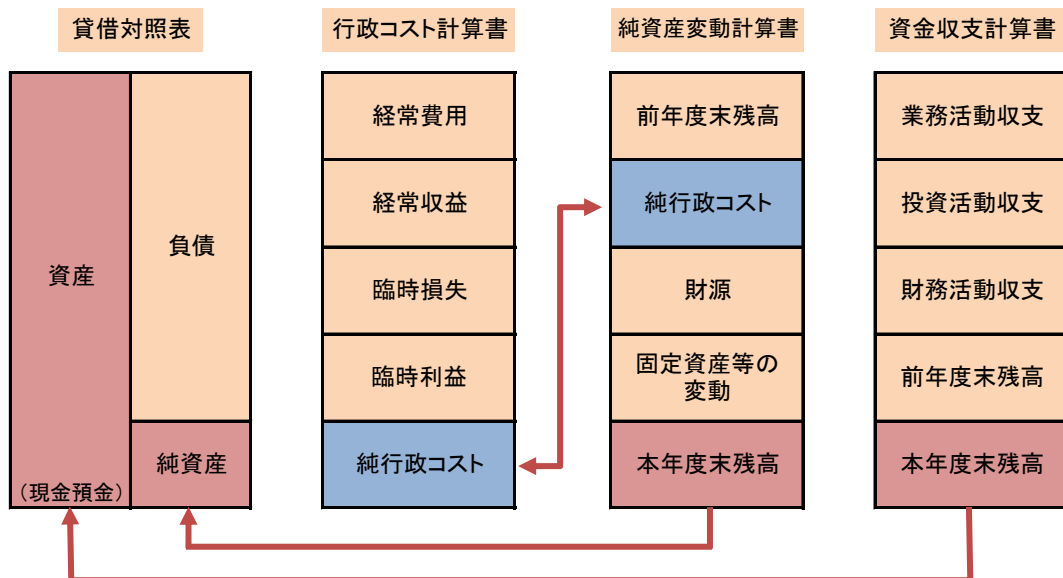 貸借対照表
資産
(現金預金)
負債
純資産
行政コスト計算書
経常費用
経常収益
臨時損失
臨時利益
純行政コスト
純資産変動計算書
前年度末残高
純行政コスト
財源
固定資産等の
変動
本年度末残高
資金収支計算書
業務活動収支
投資活動収支
財務活動収支
前年度末残高
本年度末残高